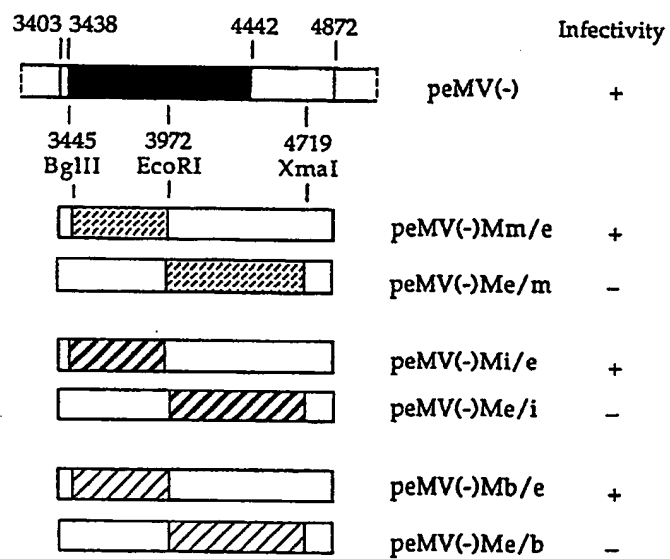 3403 3438 4442 4872 Infectivity
peMV(-) +
3445 3972 4719
BglII EcoRI XmaI
peMV(-)Mm/e +
peMV(-)Me/m –
peMV(-)Mi/e +
peMV(-)Me/i –
peMV(-)Mb/e +
peMV(-)Me/b –